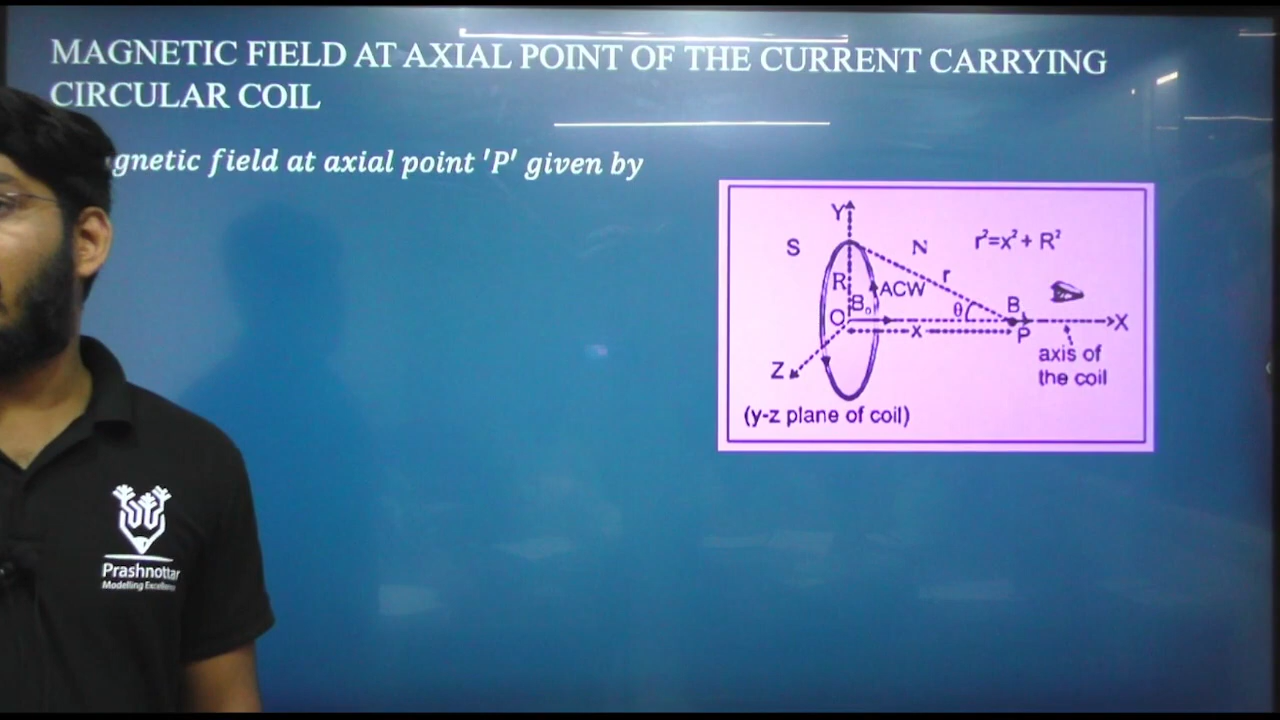 MAGNETIC FIELD AT AXIAL POINT OF THE CURRENT CARRYING
CIRCULAR COIL
gnetic field at axial point 'P' given by
Y
S
N
r²=x²+ R²
R
r
ACW
B₀
θ
B
O
x
P
X
Z
axis of
the coil
(y-z plane of coil)
Prashnottar
Modelling Excellence